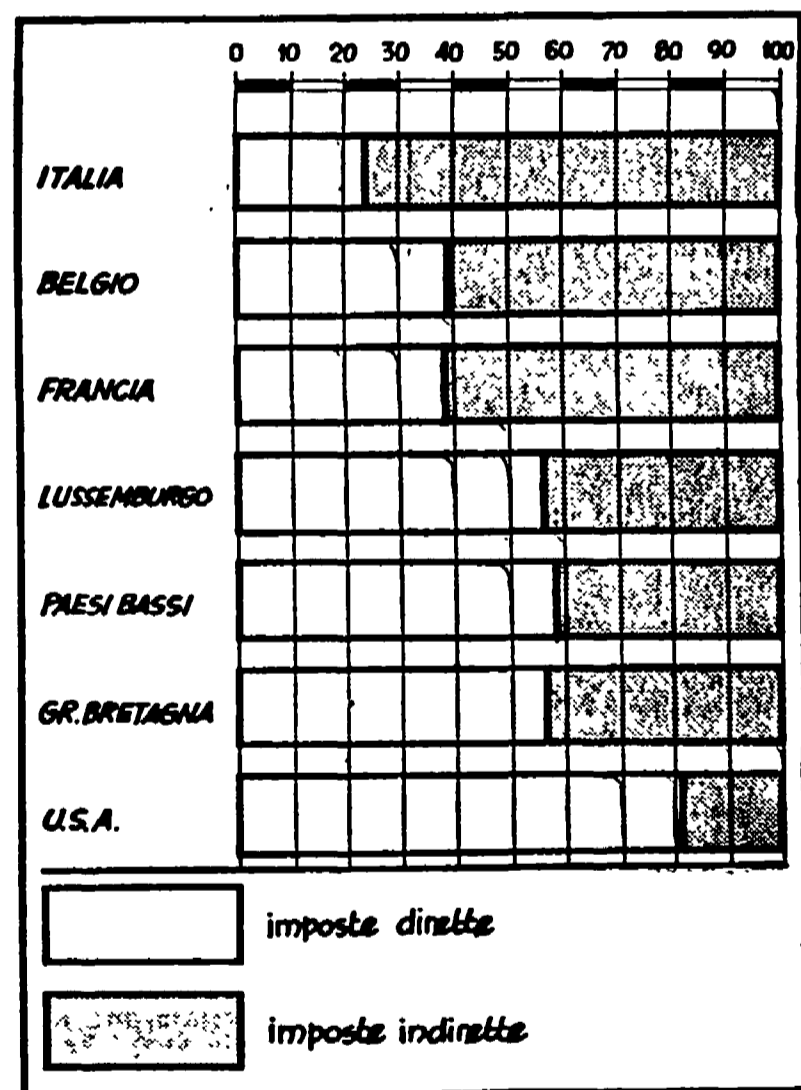 0 10 20 30 40 50 60 70 80 90 100
ITALIA
BELGIO
FRANCIA
LUSSEMBURGO
PAESI BASSI
GR. BRETAGNA
U.S.A.
imposte dirette
imposte indirette